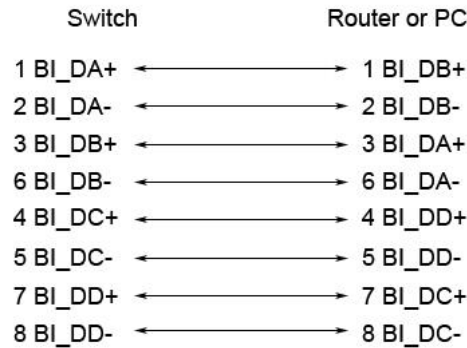 Switch Router or PC
1 BI_DA+ 1 BI_DB+
2 BI_DA- 2 BI_DB-
3 BI_DB+ 3 BI_DA+
6 BI_DB- 6 BI_DA-
4 BI_DC+ 4 BI_DD+
5 BI_DC- 5 BI_DD-
7 BI_DD+ 7 BI_DC+
8 BI_DD- 8 BI_DC-